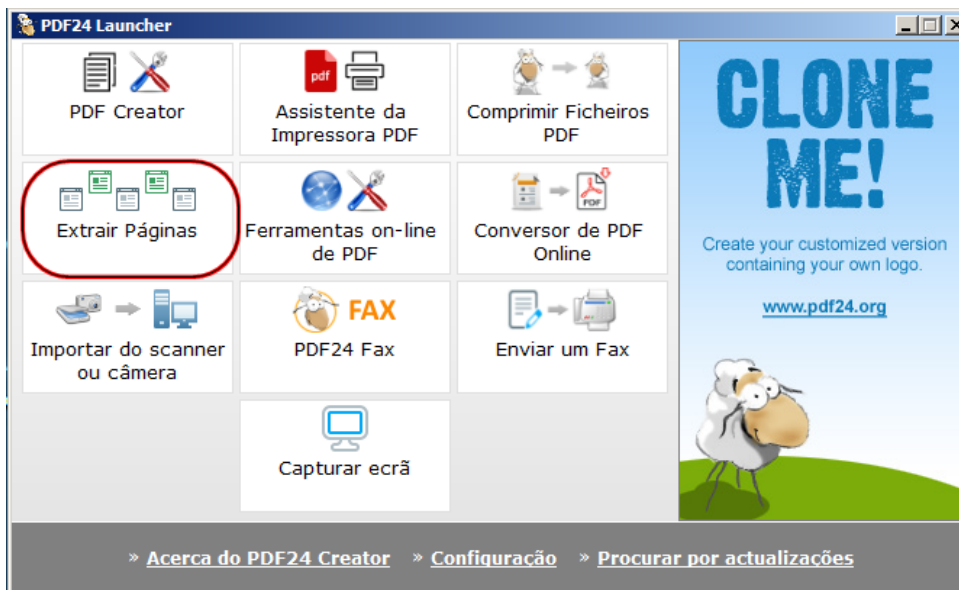 PDF24 Launcher
PDF Creator
pdf
Assistente da
Impressora PDF
Comprimir Ficheiros
PDF
Extrair Páginas
Ferramentas on-line
de PDF
PDF
Conversor de PDF
Online
Importar do scanner
ou câmera
FAX
PDF24 Fax
Enviar um Fax
Capturar ecrã
CLONE
ME!
Create your customized version
containing your own logo.
www.pdf24.org
» Acerca do PDF24 Creator » Configuração » Procurar por actualizações